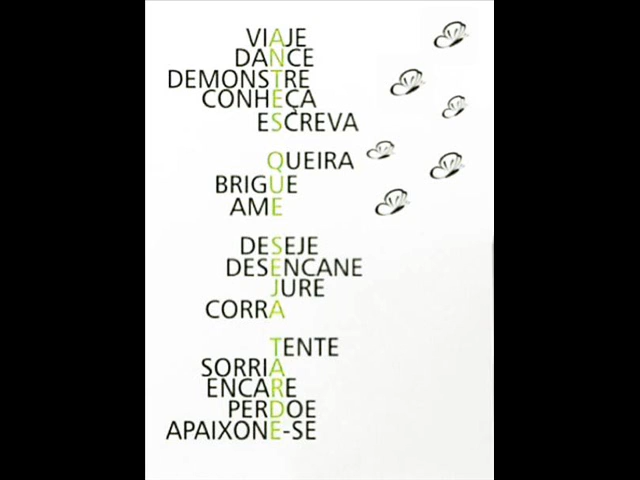 VIAJE
DANCE
DEMONSTRE
CONHEÇA
ESCREVA
QUEIRA
BRIGUE
AME
DESEJE
DESENCANE
JURE
CORRA
TENTE
SORRIA
ENCARE
PERDOE
APAIXONE-SE